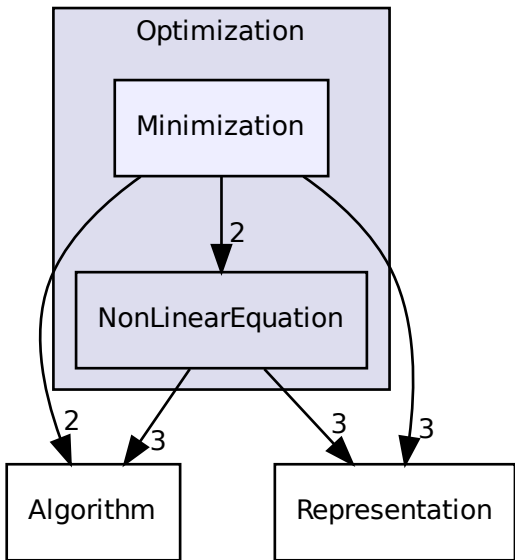 Optimization
Minimization
2
NonLinearEquation
2
3
3
3
Algorithm
Representation